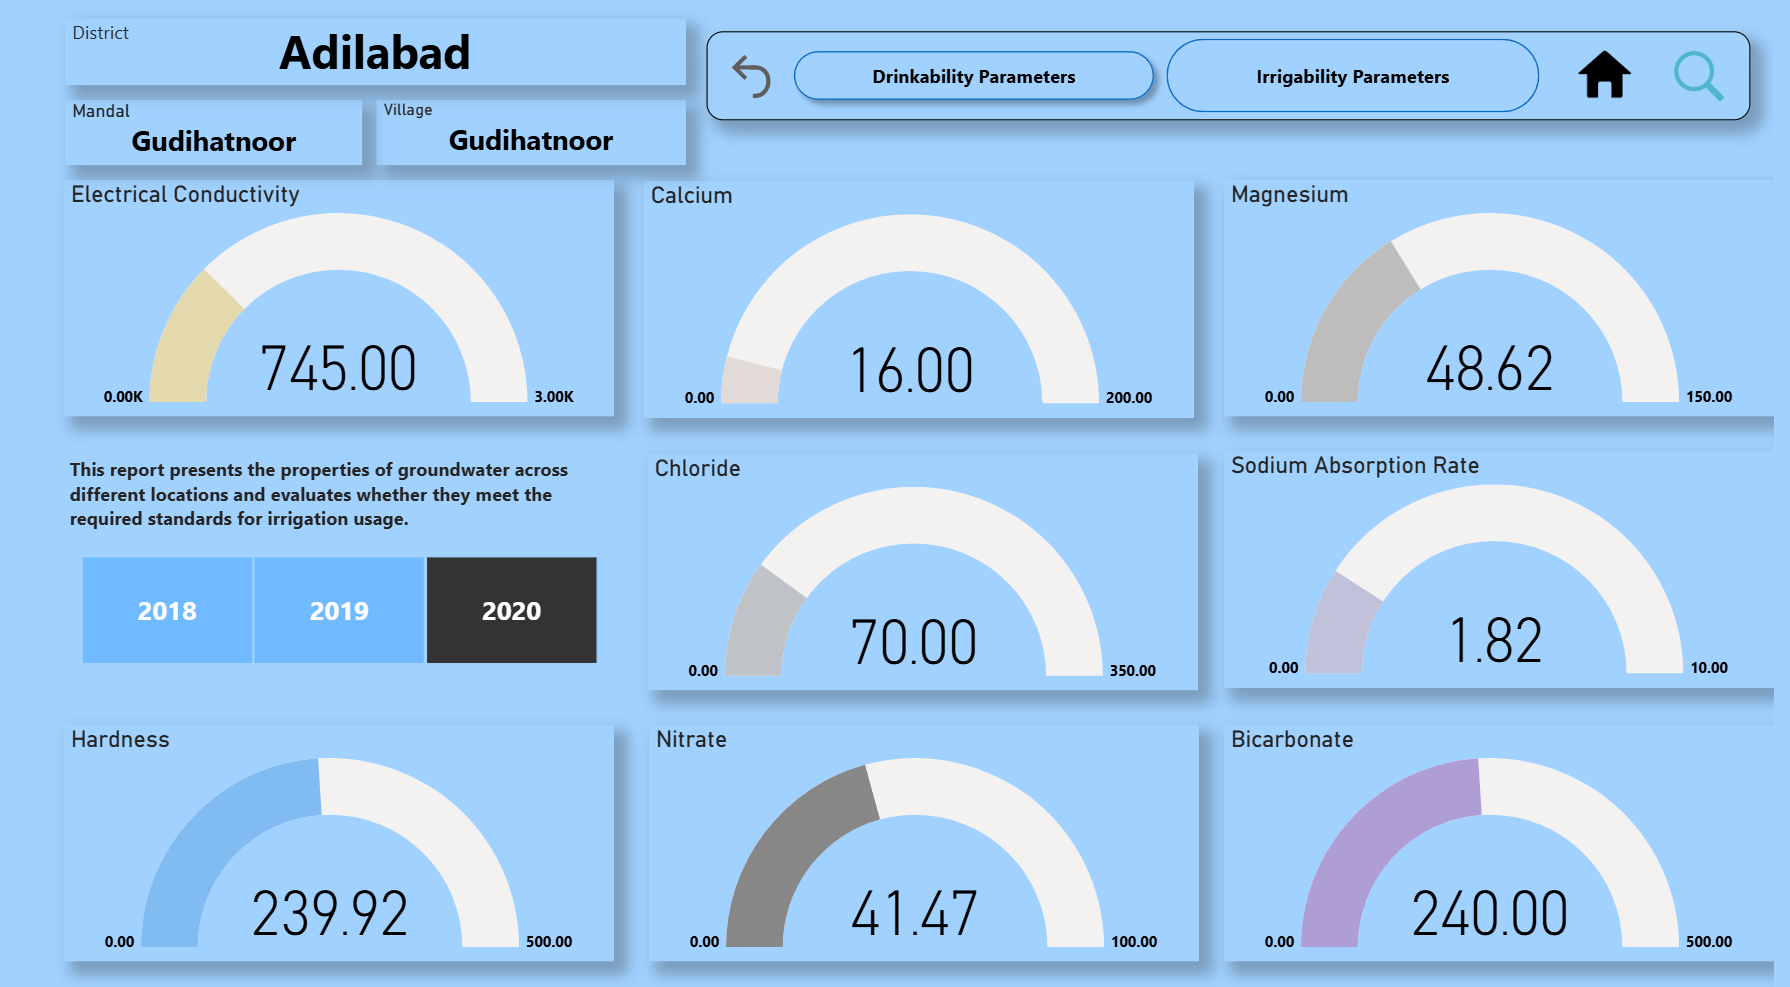 District
Adilabad
Mandal
Gudihatnoor
Village
Gudihatnoor
Drinkability Parameters
Irrigability Parameters
Electrical Conductivity
745.00
0.00K
3.00K
Calcium
16.00
0.00
200.00
Magnesium
48.62
0.00
150.00
This report presents the properties of groundwater across
different locations and evaluates whether they meet the
required standards for irrigation usage.
2018
2019
2020
Chloride
70.00
0.00
350.00
Sodium Absorption Rate
1.82
0.00
10.00
Hardness
239.92
0.00
500.00
Nitrate
41.47
0.00
100.00
Bicarbonate
240.00
0.00
500.00